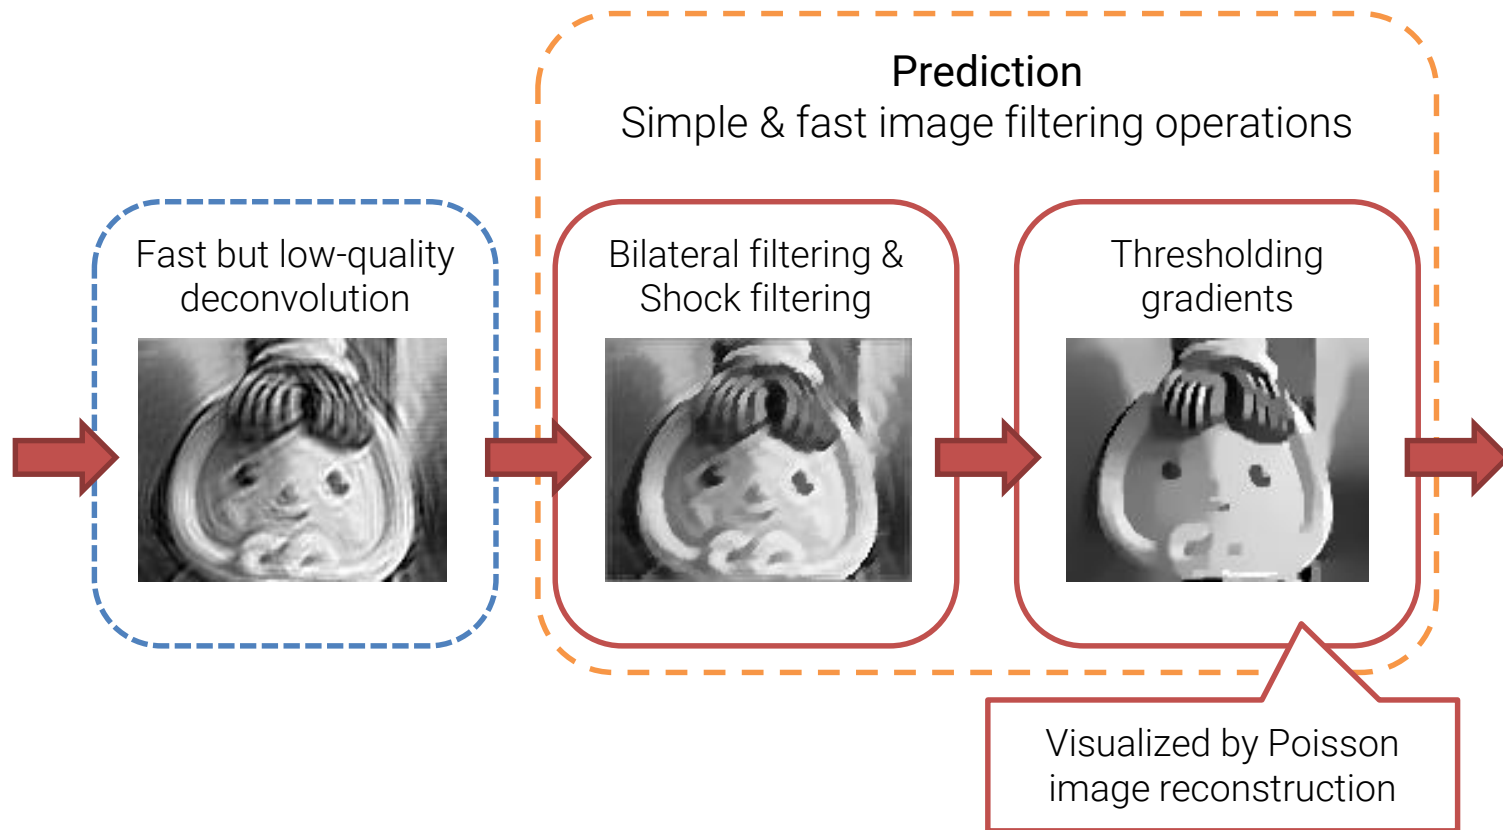 Prediction
Simple & fast image filtering operations
Fast but low-quality
deconvolution
Bilateral filtering &
Shock filtering
Thresholding
gradients
Visualized by Poisson
image reconstruction